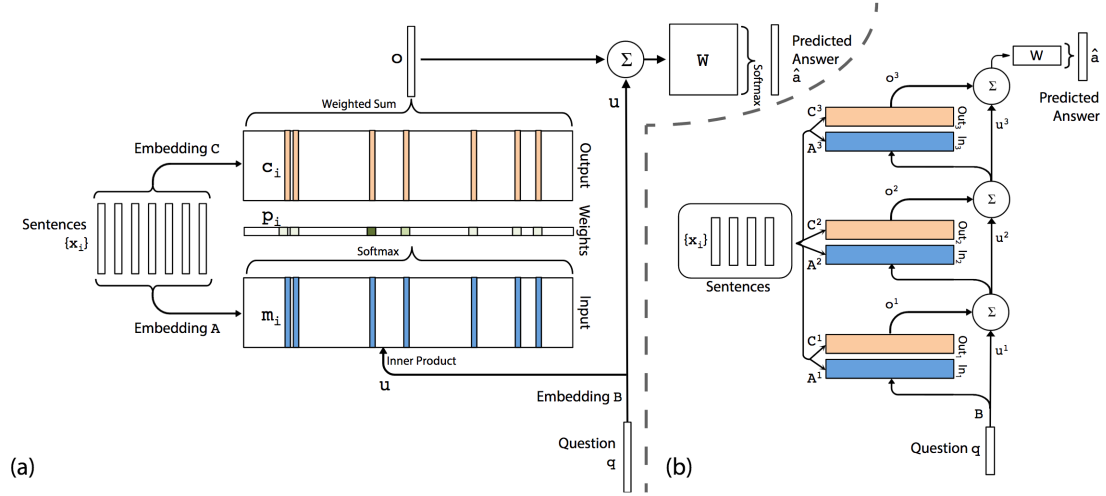 o
Weighted Sum
Embedding C
c_i
Output
Sentences
{x_i}
p_i
Weights
Softmax
Embedding A
m_i
Input
Inner Product
u
Embedding B
Question
q
u
Σ
W
Softmax
Predicted
Answer
â
(a)
W
â
Predicted
Answer
Σ
o³
u³
C³
A³
Out₃
In₃
Σ
o²
u²
{x_i}
Sentences
C²
A²
Out₂
In₂
Σ
o¹
u¹
C¹
A¹
Out₁
In₁
B
Question q
(b)